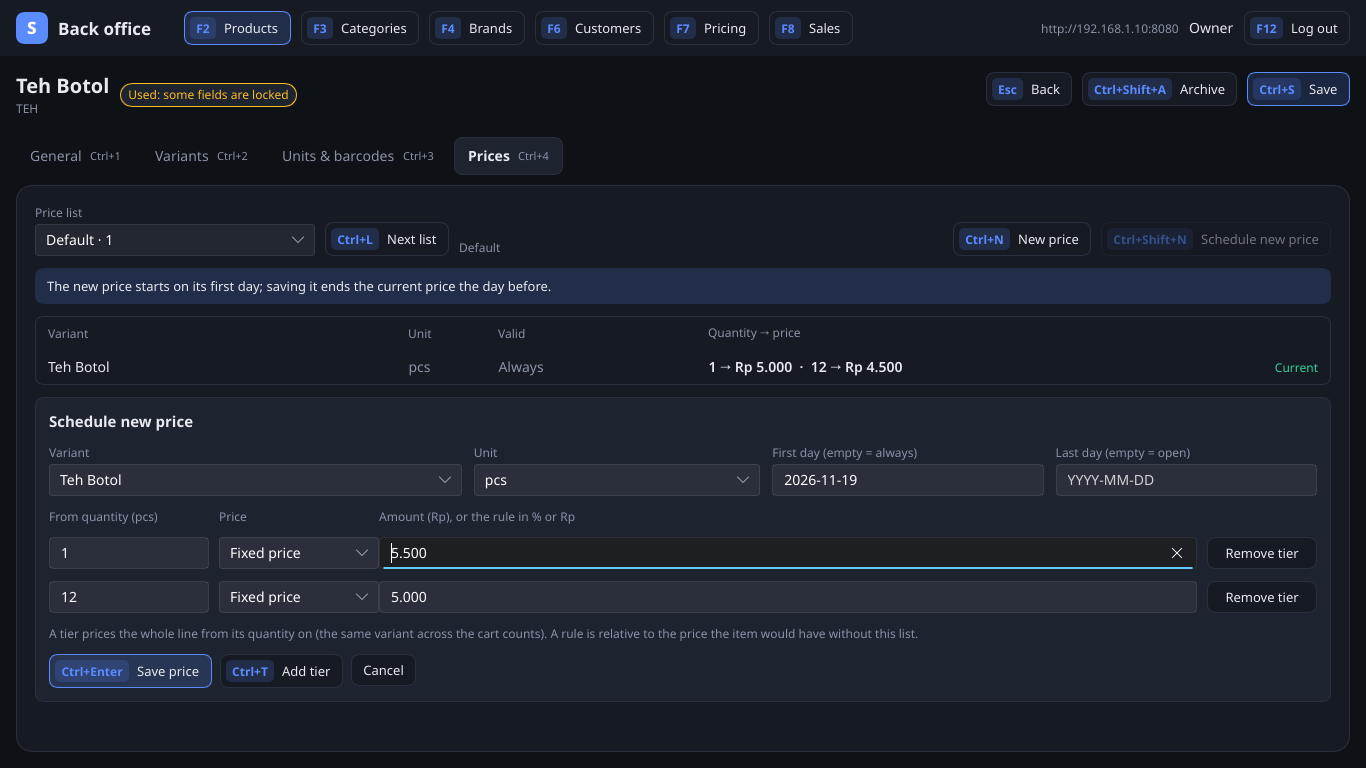 S Back office F2 Products F3 Categories F4 Brands F6 Customers F7 Pricing F8 Sales http://192.168.1.10:8080 Owner F12 Log out
Teh Botol Used: some fields are locked Esc Back Ctrl+Shift+A Archive Ctrl+S Save
TEH
General Ctrl+1 Variants Ctrl+2 Units & barcodes Ctrl+3 Prices Ctrl+4
Price list
Default · 1 Ctrl+L Next list Default Ctrl+N New price Ctrl+Shift+N Schedule new price
The new price starts on its first day; saving it ends the current price the day before.
Variant Unit Valid Quantity → price
Teh Botol pcs Always 1 → Rp 5.000 · 12 → Rp 4.500 Current
Schedule new price
Variant Unit First day (empty = always) Last day (empty = open)
Teh Botol pcs 2026-11-19 YYYY-MM-DD
From quantity (pcs) Price Amount (Rp), or the rule in % or Rp
1 Fixed price 5.500 Remove tier
12 Fixed price 5.000 Remove tier
A tier prices the whole line from its quantity on (the same variant across the cart counts). A rule is relative to the price the item would have without this list.
Ctrl+Enter Save price Ctrl+T Add tier Cancel